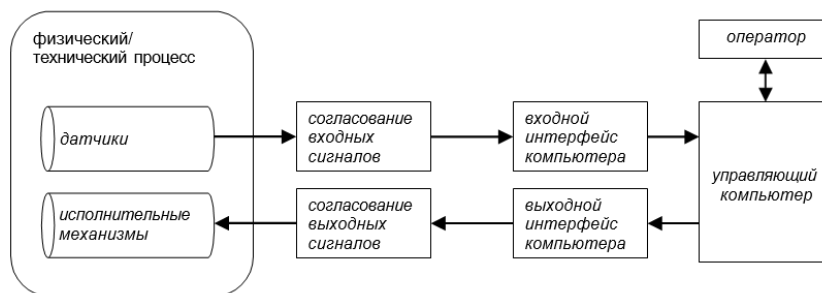 физический/
технический процесс
оператор
датчики
согласование
входных
сигналов
входной
интерфейс
компьютера
управляющий
компьютер
исполнительные
механизмы
согласование
выходных
сигналов
выходной
интерфейс
компьютера